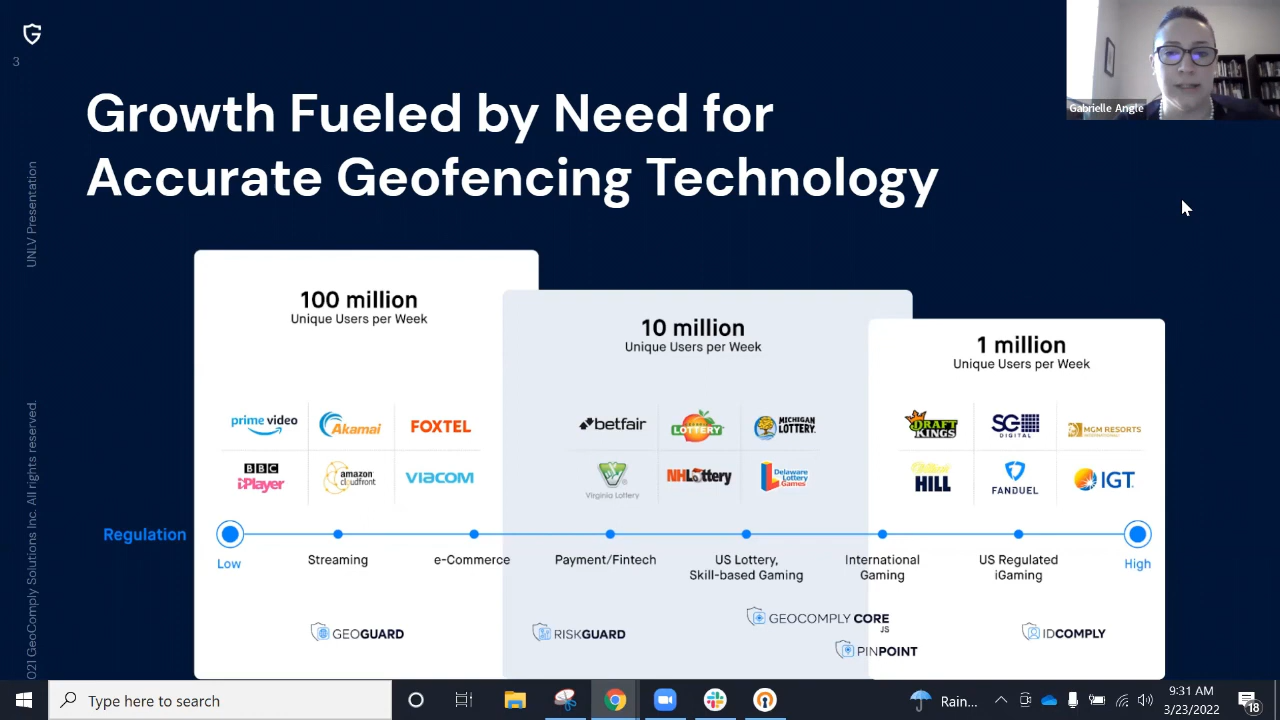 3
Growth Fueled by Need for
Accurate Geofencing Technology
Gabrielle Angle
UNLV Presentation
021 GeoComply Solutions Inc. All rights reserved.
100 million
Unique Users per Week
10 million
Unique Users per Week
1 million
Unique Users per Week
prime video
Akamai
FOXTEL
BBC
iPlayer
amazon
cloudfront
VIACOM
betfair
LOTTERY
MICHIGAN
LOTTERY
Virginia Lottery
NHLottery
Delaware
Lottery
Games
DRAFT
KINGS
SG
DIGITAL
MGM RESORTS
INTERNATIONAL
William
HILL
FANDUEL
IGT
Regulation
Low
Streaming
e-Commerce
Payment/Fintech
US Lottery,
Skill-based Gaming
International
Gaming
US Regulated
iGaming
High
GEOGUARD
RISKGUARD
GEOCOMPLY CORE
JS
PINPOINT
IDCOMPLY
Type here to search
Rain...
9:31 AM
3/23/2022
18